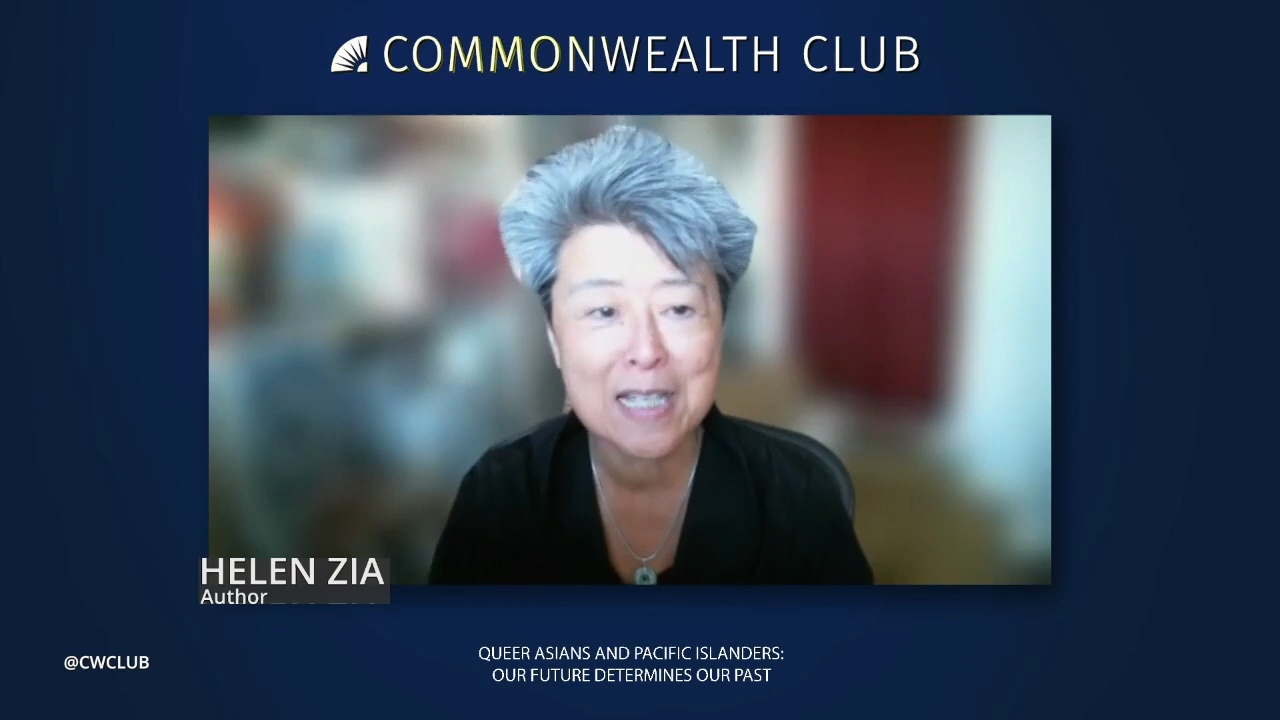 COMMONWEALTH CLUB
HELEN ZIA
Author
@CWCLUB
QUEER ASIANS AND PACIFIC ISLANDERS:
OUR FUTURE DETERMINES OUR PAST